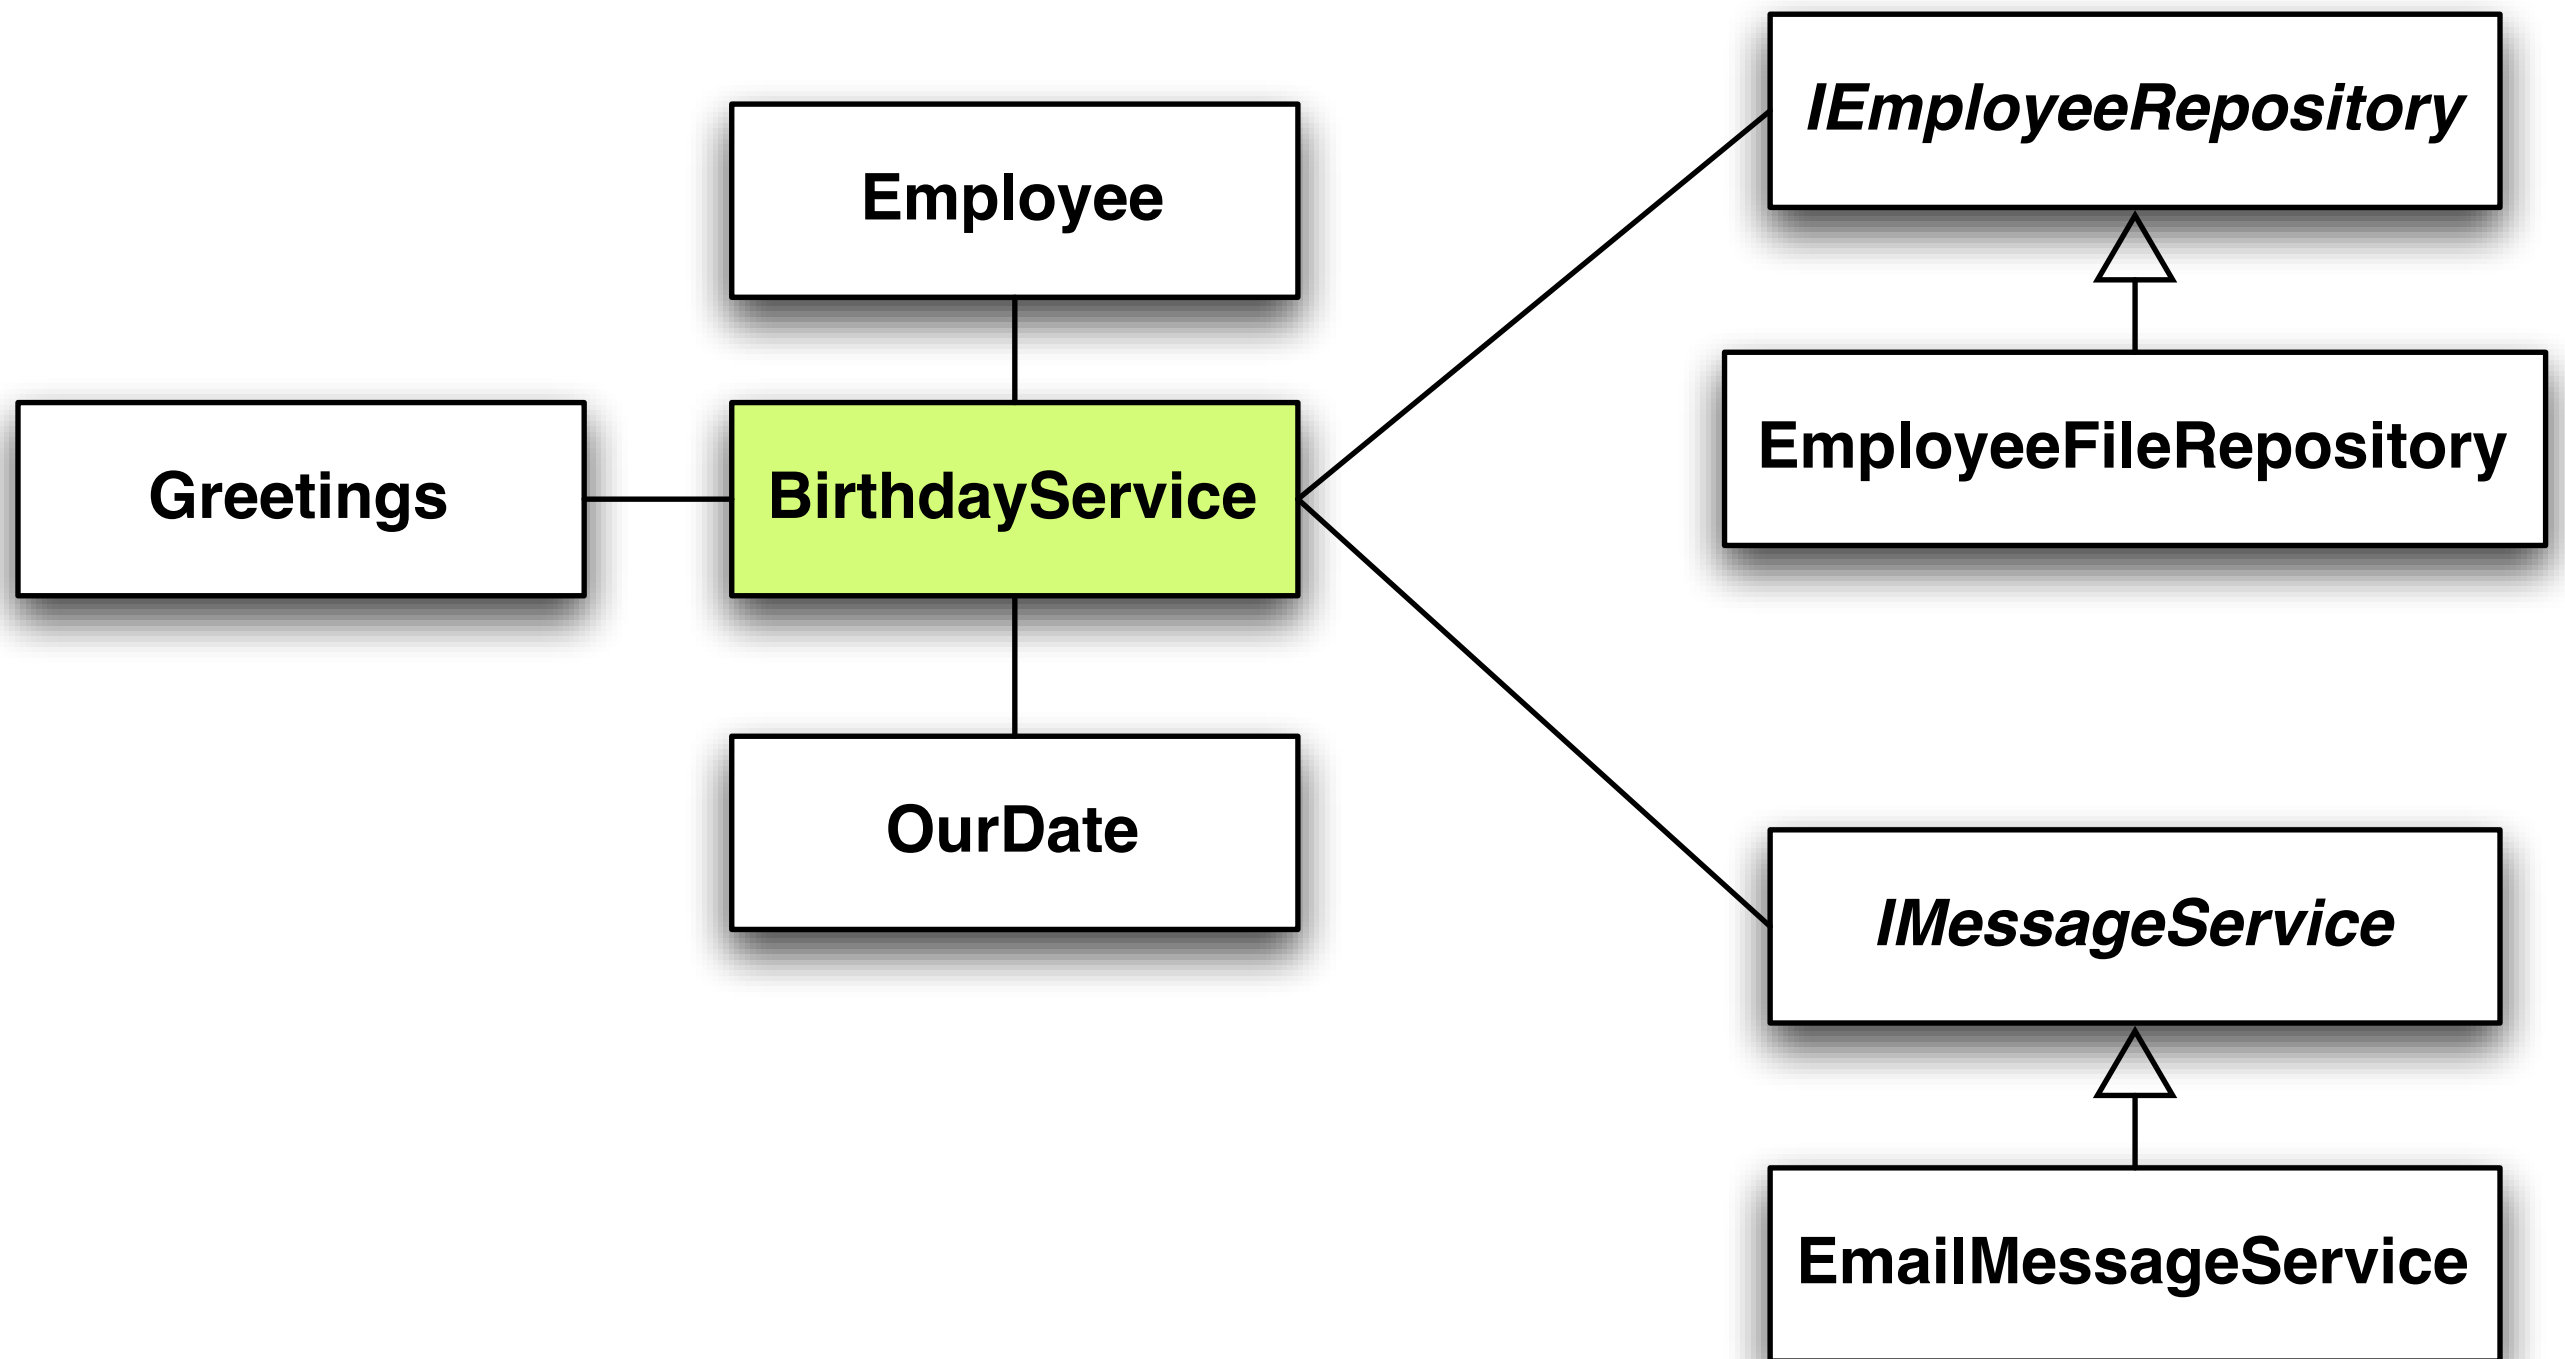 IEmployeeRepository
Employee
EmployeeFileRepository
Greetings
BirthdayService
OurDate
IMessageService
EmailMessageService